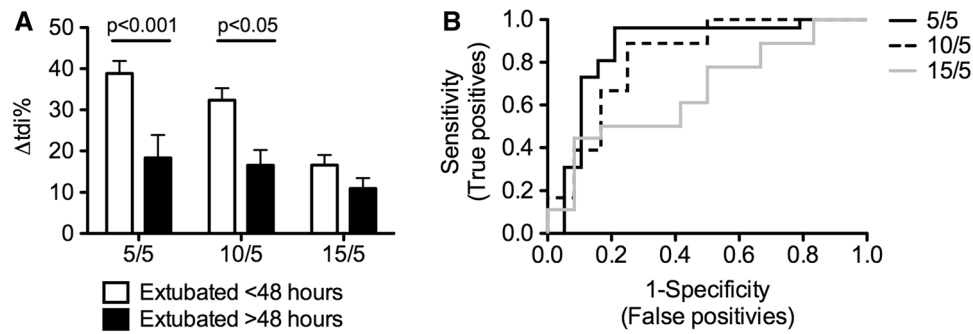 A
p<0.001
p<0.05
Δtdi%
50
40
30
20
10
0
5/5
10/5
15/5
Extubated <48 hours
Extubated >48 hours
B
Sensitivity
(True positives)
1.0
0.8
0.6
0.4
0.2
0.0
0.0
0.2
0.4
0.6
0.8
1.0
1-Specificity
(False positivies)
5/5
10/5
15/5